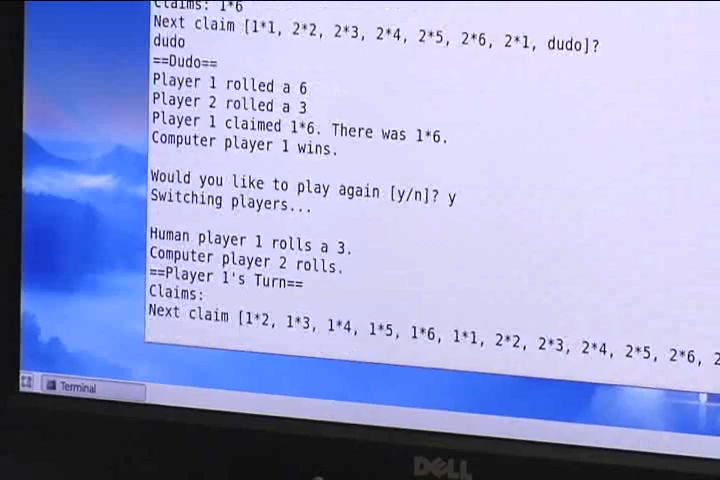 Claims: 1*6
Next claim [1*1, 2*2, 2*3, 2*4, 2*5, 2*6, 2*1, dudo]?
dudo
==Dudo==
Player 1 rolled a 6
Player 2 rolled a 3
Player 1 claimed 1*6. There was 1*6.
Computer player 1 wins.
Would you like to play again [y/n]? y
Switching players...
Human player 1 rolls a 3.
Computer player 2 rolls.
==Player 1's Turn==
Claims:
Next claim [1*2, 1*3, 1*4, 1*5, 1*6, 1*1, 2*2, 2*3, 2*4, 2*5, 2*6, 2
Terminal
DELL